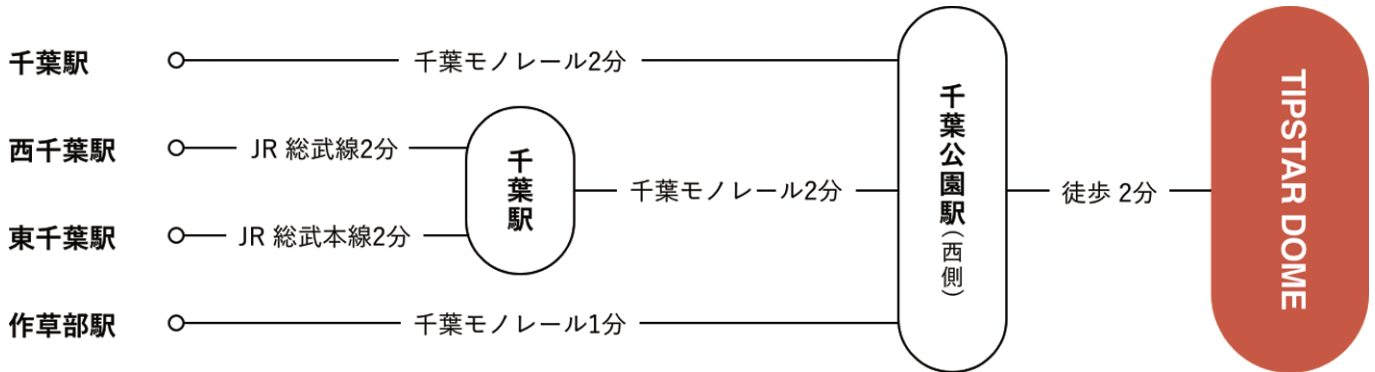 千葉駅
千葉モノレール2分
西千葉駅
JR 総武線2分
東千葉駅
JR 総武本線2分
千葉駅
千葉モノレール2分
作草部駅
千葉モノレール1分
千葉公園駅(西側)
徒歩 2分
TIPSTAR DOME